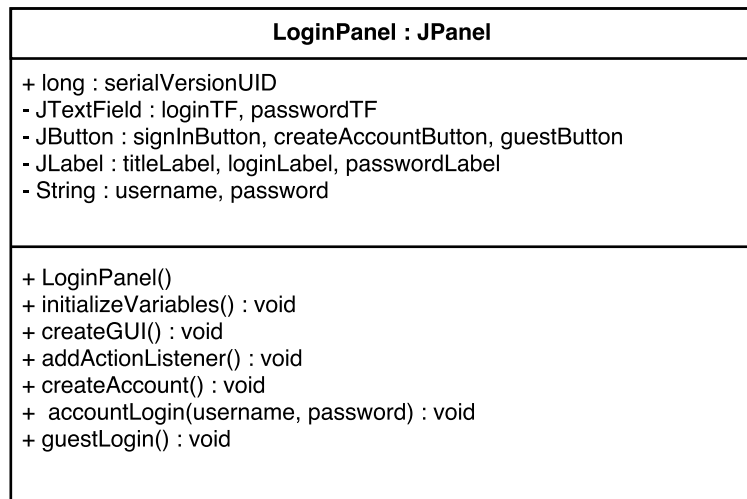 LoginPanel : JPanel
+ long : serialVersionUID
- JTextField : loginTF, passwordTF
- JButton : signInButton, createAccountButton, guestButton
- JLabel : titleLabel, loginLabel, passwordLabel
- String : username, password
+ LoginPanel()
+ initializeVariables() : void
+ createGUI() : void
+ addActionListener() : void
+ createAccount() : void
+  accountLogin(username, password) : void
+ guestLogin() : void